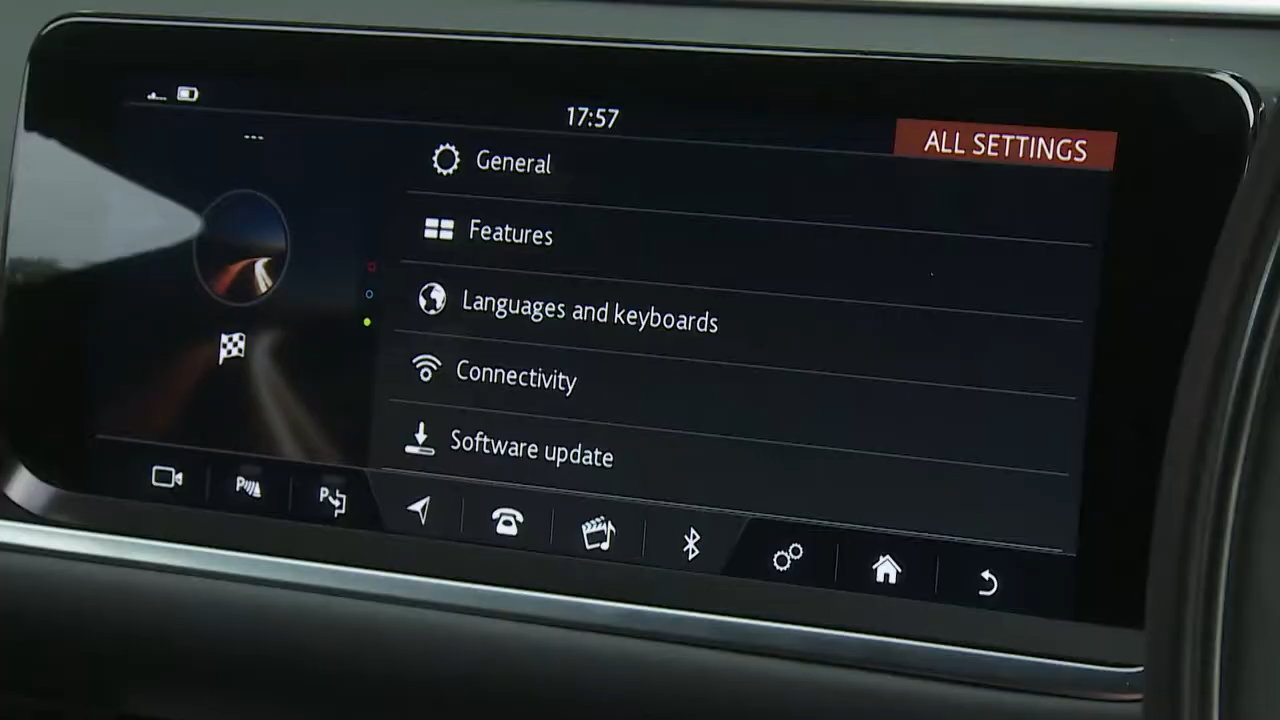 17:57
ALL SETTINGS
General
Features
Languages and keyboards
Connectivity
Software update
P
P